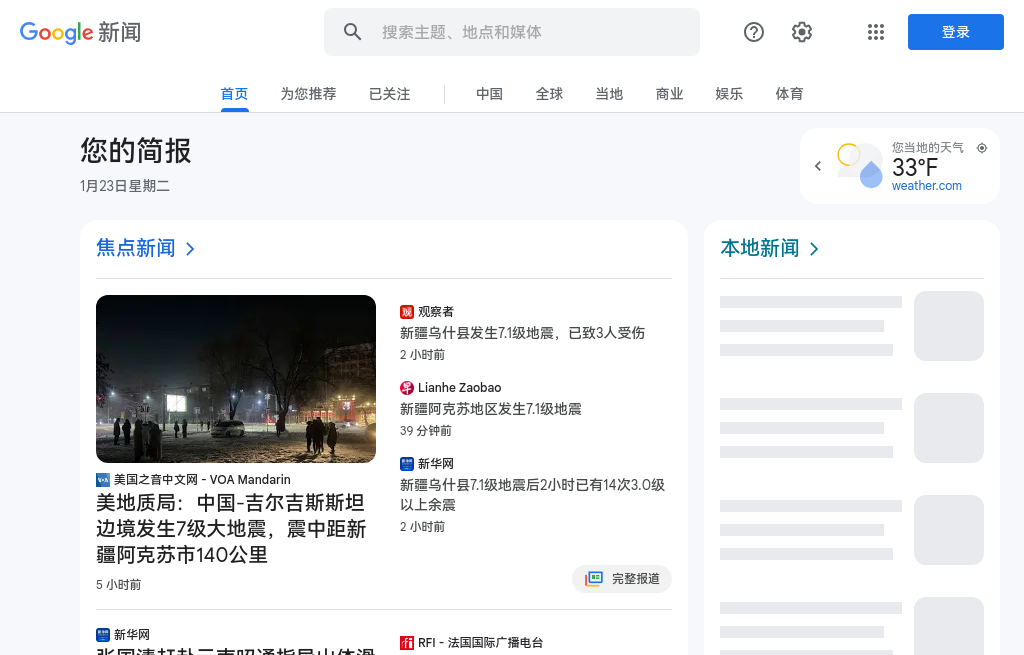 Google 新闻
搜索主题、地点和媒体
登录
首页
为您推荐
已关注
中国
全球
当地
商业
娱乐
体育
您的简报
1月23日星期二
您当地的天气
33°F
weather.com
焦点新闻
美国之音中文网 - VOA Mandarin
美地质局：中国-吉尔吉斯斯坦
边境发生7级大地震，震中距新
疆阿克苏市140公里
5 小时前
观察者
新疆乌什县发生7.1级地震，已致3人受伤
2 小时前
Lianhe Zaobao
新疆阿克苏地区发生7.1级地震
39 分钟前
新华网
新疆乌什县7.1级地震后2小时已有14次3.0级
以上余震
2 小时前
完整报道
新华网
RFI - 法国国际广播电台
本地新闻